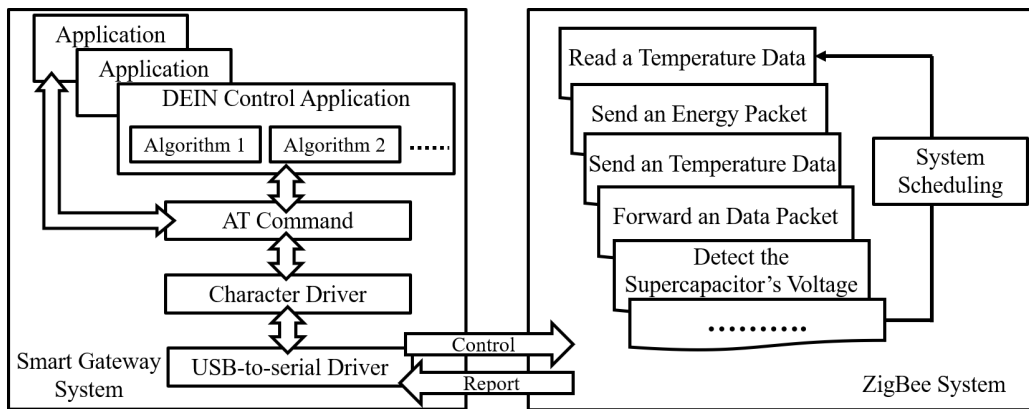 Application
Application
DEIN Control Application
Algorithm 1
Algorithm 2
......
AT Command
Character Driver
USB-to-serial Driver
Smart Gateway
System
Control
Report
Read a Temperature Data
Send an Energy Packet
Send an Temperature Data
Forward an Data Packet
Detect the
Supercapacitor's Voltage
..........
System
Scheduling
ZigBee System